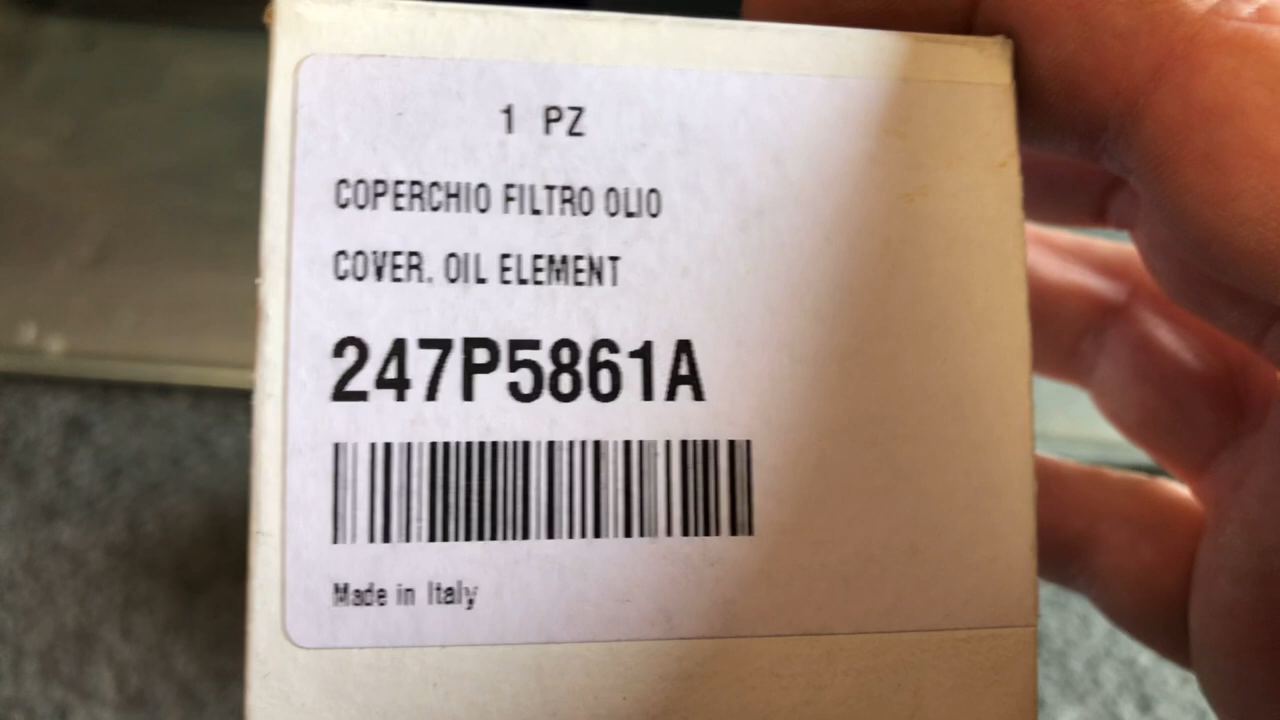 1 PZ
COPERCHIO FILTRO OLIO
COVER. OIL ELEMENT
247P5861A
Made in Italy